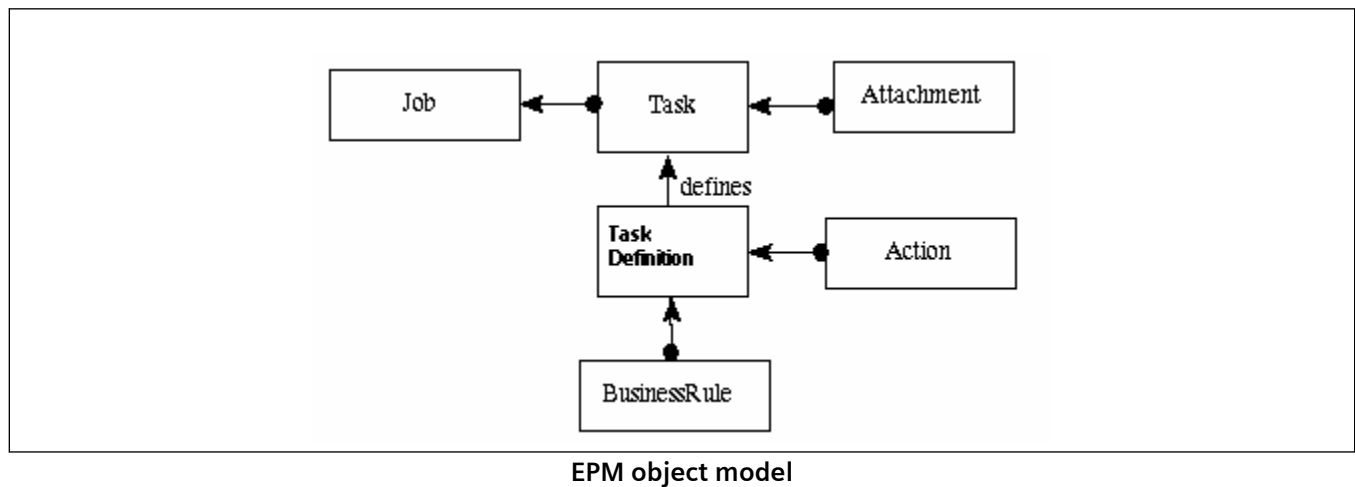 Job
Task
Attachment
defines
Task
Definition
Action
BusinessRule
EPM object model